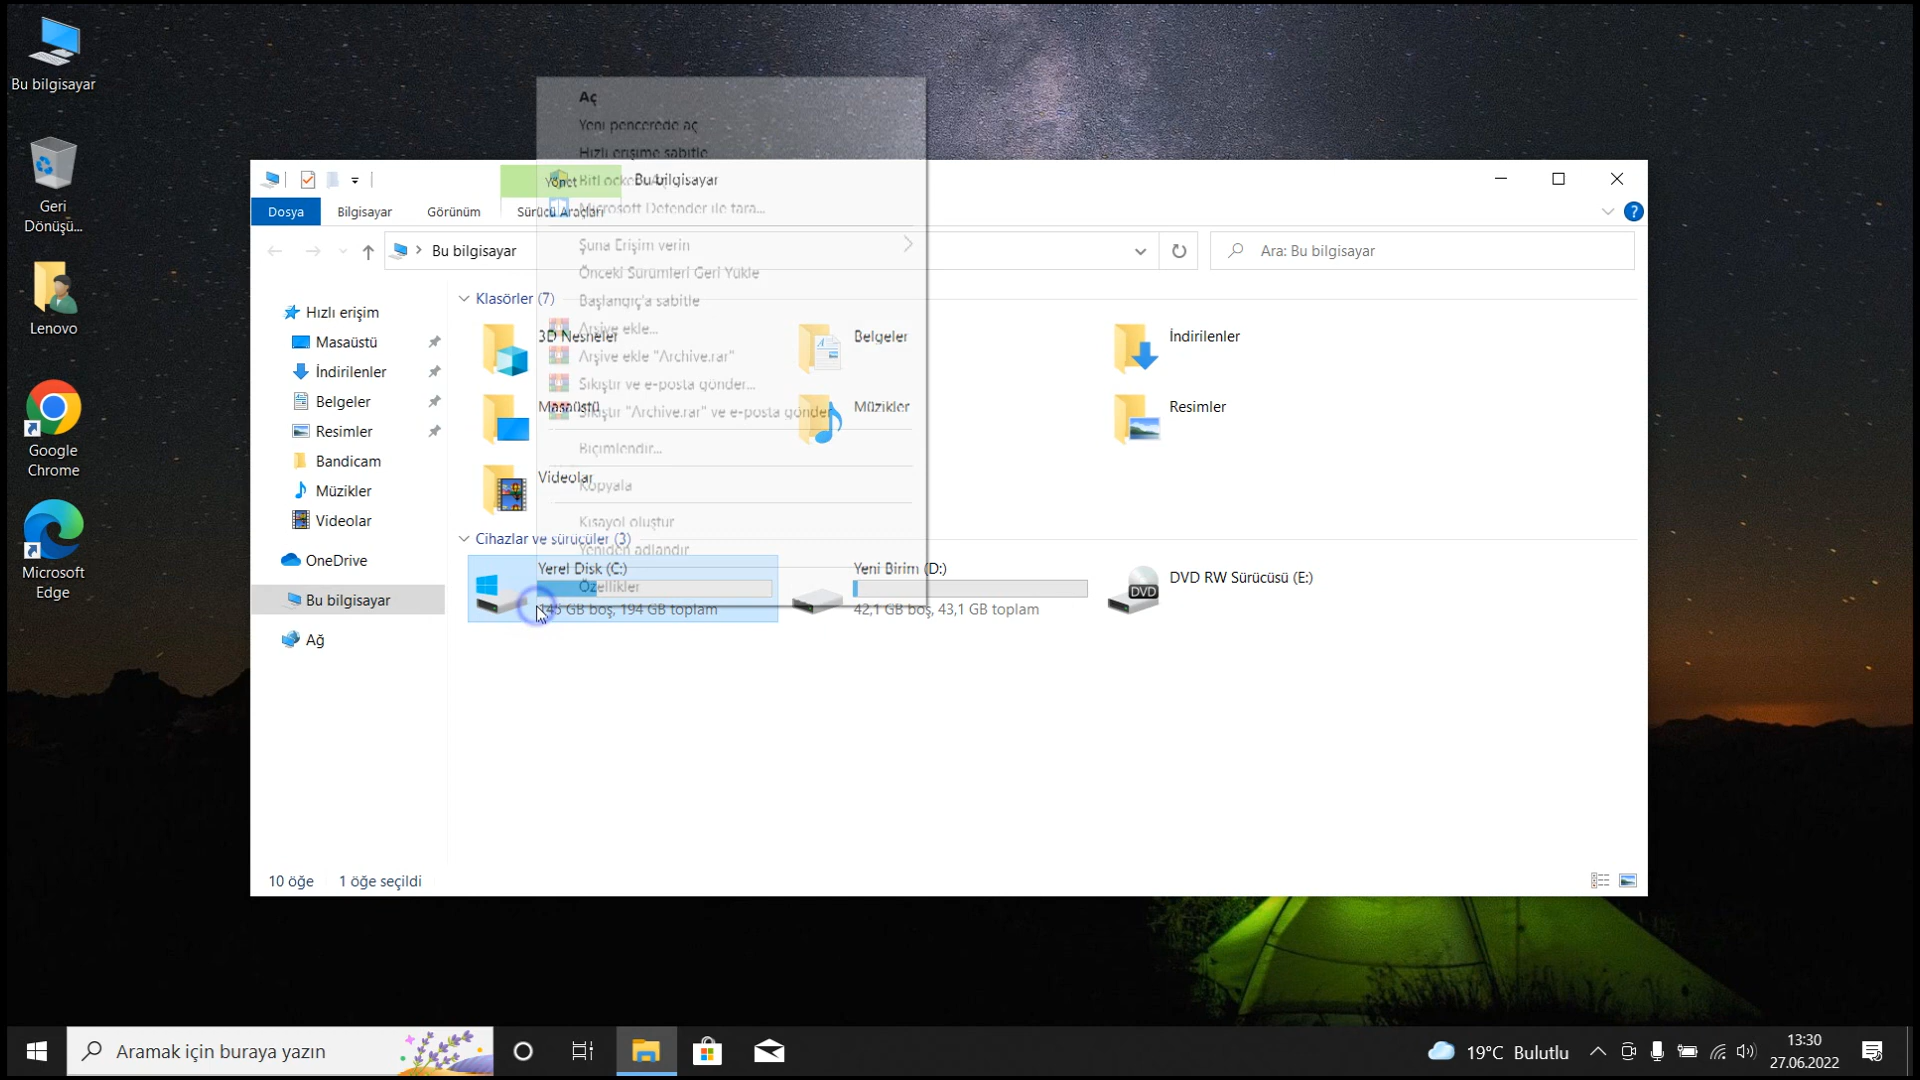 Bu bilgisayar
Geri
Dönüşü...
Lenovo
Google
Chrome
Microsoft
Edge
Aç
Yeni pencerede aç
Hızlı erişime sabitle
Yönet
Bu bilgisayar
Microsoft Defender ile tara...
Dosya
Bilgisayar
Görünüm
Sürücü Araçları
Şuna Erişim verin
Bu bilgisayar
Ara: Bu bilgisayar
Önceki Sürümleri Geri Yükle
Klasörler (7)
Başlangıç'a sabitle
Arşive ekle...
Arşive ekle "Archive.rar"
Sıkıştır ve e-posta gönder...
Sıkıştır "Archive.rar" ve e-posta gönder
Biçimlendir...
Kopyala
Kısayol oluştur
Yeniden adlandır
Özellikler
Hızlı erişim
Masaüstü
İndirilenler
Belgeler
Resimler
Bandicam
Müzikler
Videolar
OneDrive
Bu bilgisayar
Ağ
3D Nesneler
Belgeler
İndirilenler
Masaüstü
Müzikler
Resimler
Videolar
Cihazlar ve sürücüler (3)
Yerel Disk (C:)
145 GB boş, 194 GB toplam
Yeni Birim (D:)
42,1 GB boş, 43,1 GB toplam
DVD RW Sürücüsü (E:)
DVD
10 öğe
1 öğe seçildi
Aramak için buraya yazın
19°C Bulutlu
13:30
27.06.2022